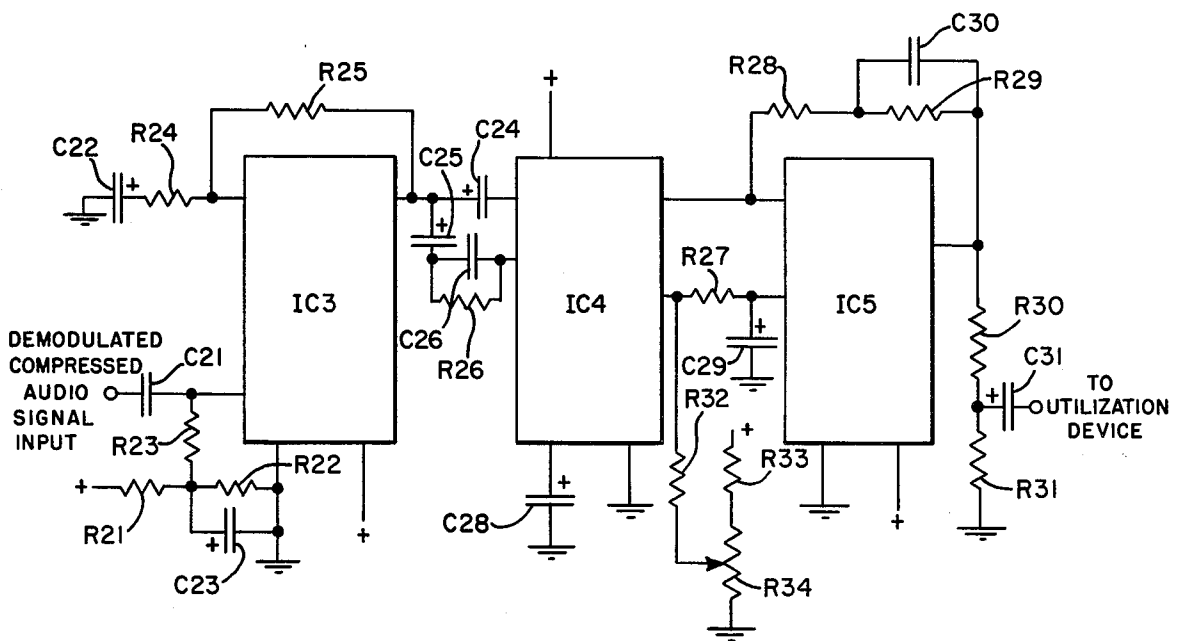 C30
R25
+
R28
R29
R24
C24
C22
+
C25
+
+
R27
IC3
IC4
IC5
R30
+
DEMODULATED
COMPRESSED
AUDIO
SIGNAL
INPUT
C21
C26
R26
C29
C31
+
TO
UTILIZATION
DEVICE
R32
R23
+
R22
R33
R31
+
R21
+
C23
+
C28
+
+
R34